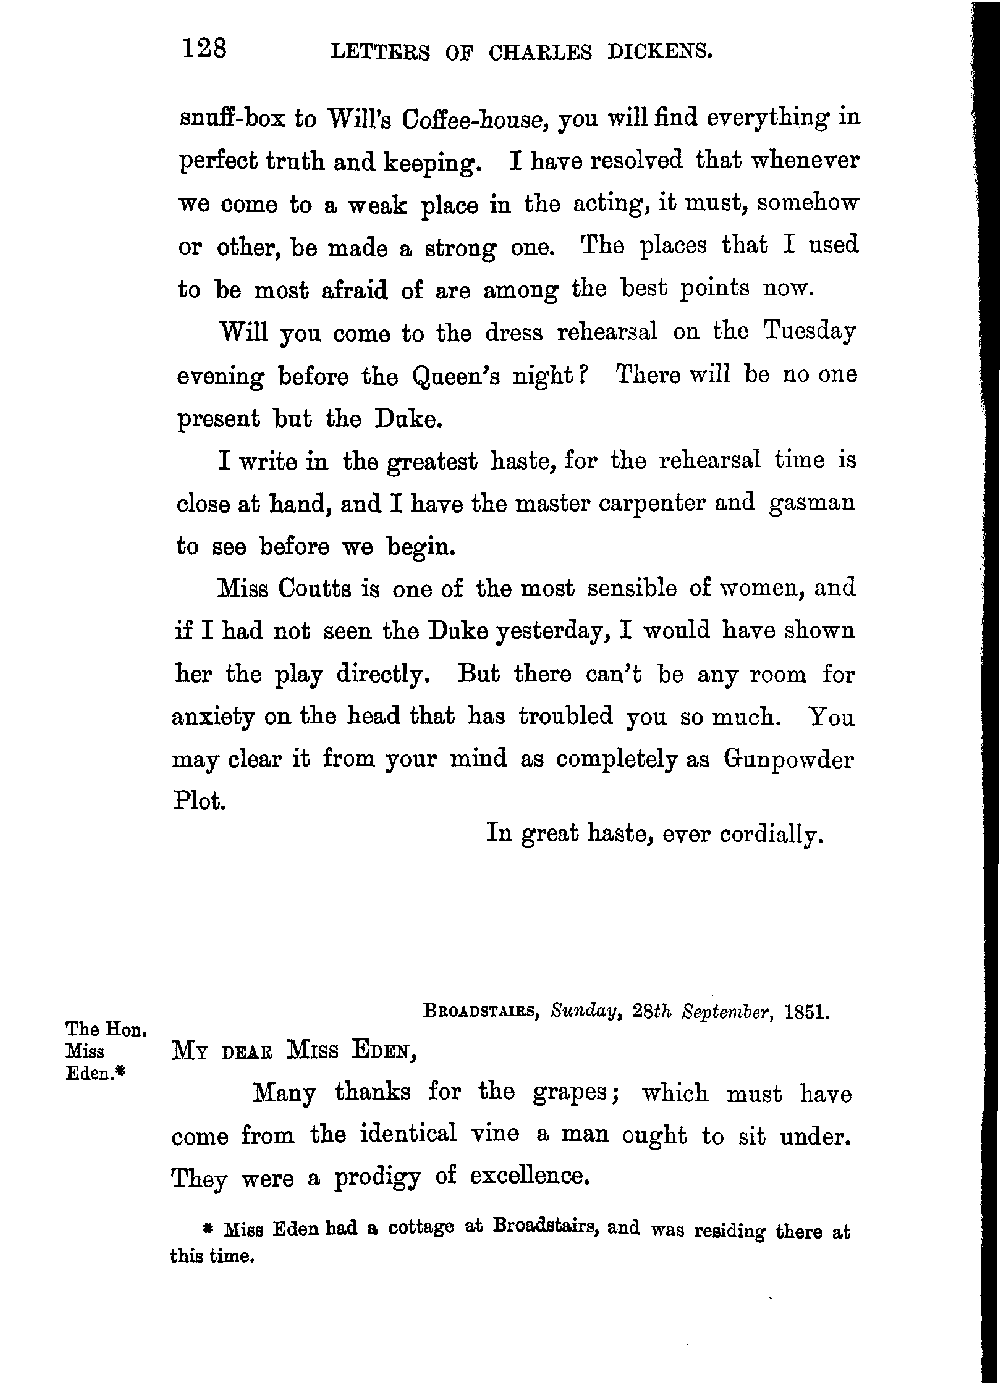 128 LETTERS OF CHARLES DICKENS.
snuff-box to Will's Coffee-house, you will find everything in
perfect truth and keeping. I have resolved that whenever
we come to a weak place in the acting, it must, somehow
or other, be made a strong one. The places that I used
to be most afraid of are among the best points now.
Will you come to the dress rehearsal on the Tuesday
evening before the Queen's night? There will be no one
present but the Duke.
I write in the greatest haste, for the rehearsal time is
close at hand, and I have the master carpenter and gasman
to see before we begin.
Miss Coutts is one of the most sensible of women, and
if I had not seen the Duke yesterday, I would have shown
her the play directly. But there can't be any room for
anxiety on the head that has troubled you so much. You
may clear it from your mind as completely as Gunpowder
Plot.
In great haste, ever cordially.
BROADSTAIRS, Sunday, 28th September, 1851.
The Hon.
Miss
Eden.*
MY DEAR MISS EDEN,
Many thanks for the grapes; which must have
come from the identical vine a man ought to sit under.
They were a prodigy of excellence.
* Miss Eden had a cottage at Broadstairs, and was residing there at
this time.